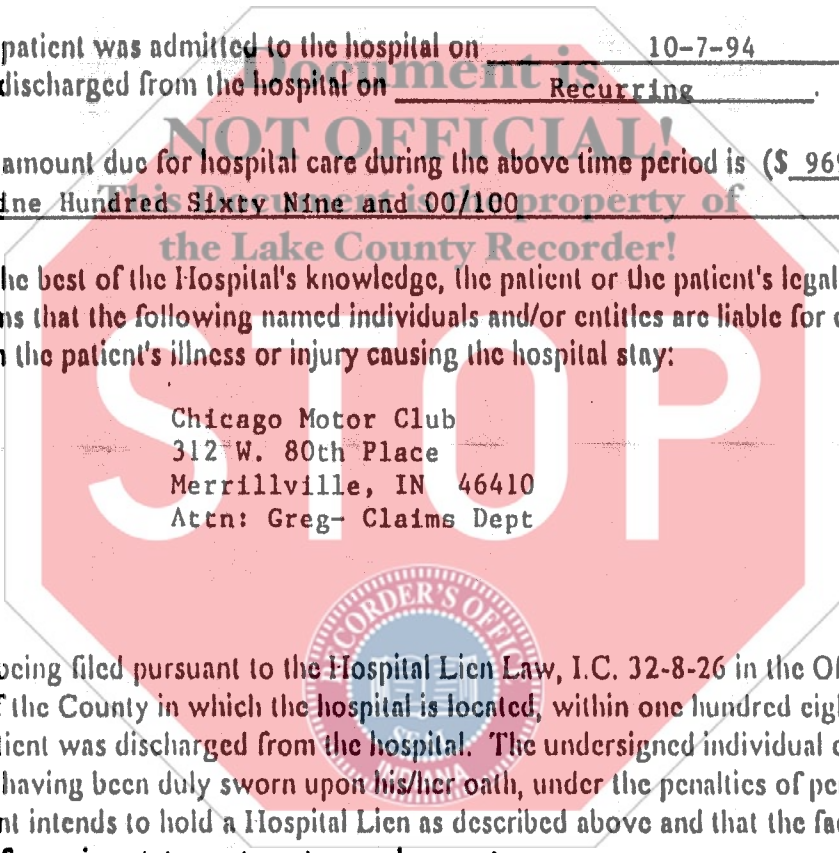 patient was admitted to the hospital on 10-7-94
discharged from the hospital on Recurring.
Document is
NOT OFFICIAL!
amount due for hospital care during the above time period is ($ 969
ine Hundred Sixty Nine and 00/100
This Document is the property of
the Lake County Recorder!
he best of the Hospital's knowledge, the patient or the patient's legal
ns that the following named individuals and/or entities are liable for
the patient's illness or injury causing the hospital stay:
STOP
Chicago Motor Club
312 W. 80th Place
Merrillville, IN 46410
Attn: Greg- Claims Dept
RECORDER'S OFFIC
being filed pursuant to the Hospital Lien Law, I.C. 32-8-26 in the Of
f the County in which the hospital is located, within one hundred eig
tient was discharged from the hospital. The undersigned individual
having been duly sworn upon his/her oath, under the penalties of pe
nt intends to hold a Hospital Lien as described above and that the fac
SEAL
INDIANA